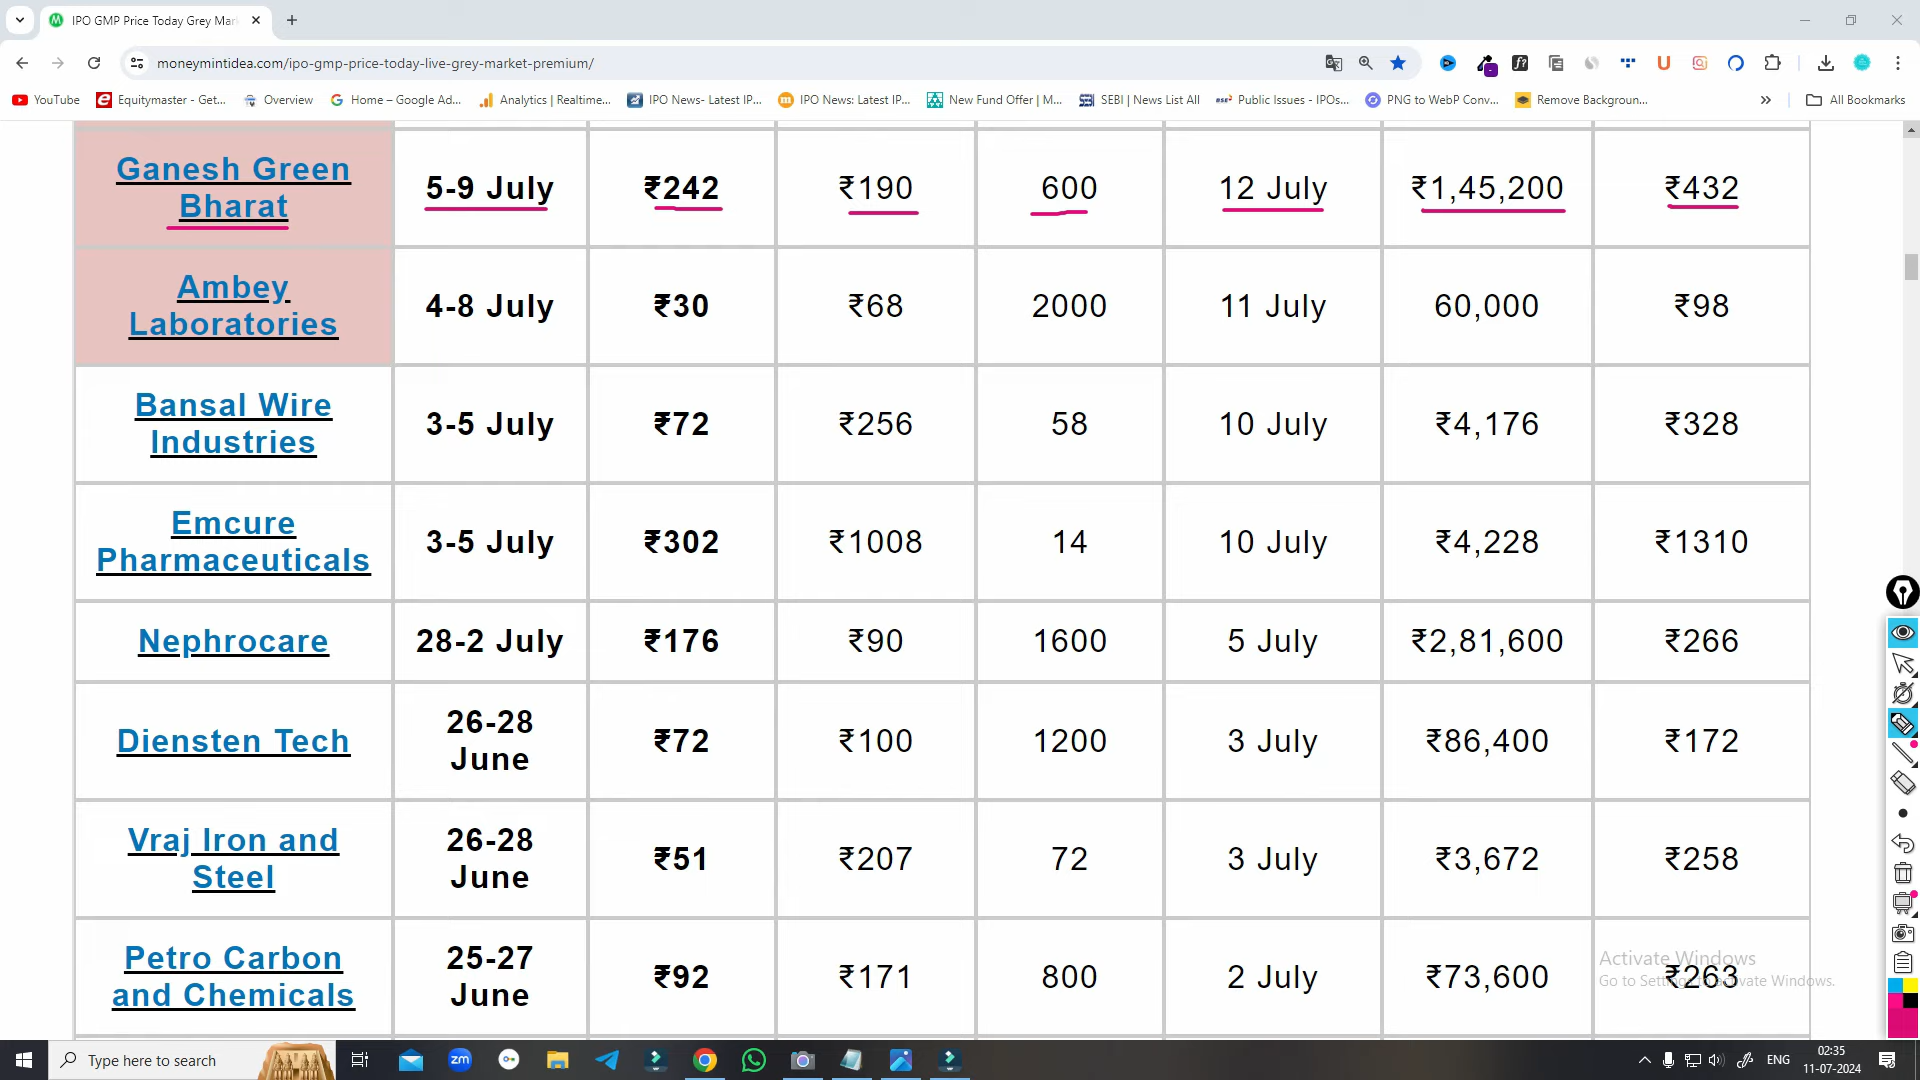 IPO GMP Price Today Grey Mar
moneymintidea.com/ipo-gmp-price-today-live-grey-market-premium/
YouTube
Equitymaster - Get...
Overview
Home – Google Ad...
Analytics | Realtime...
IPO News- Latest IP...
IPO News: Latest IP...
New Fund Offer | M...
SEBI | News List All
Public Issues - IPOs...
PNG to WebP Conv...
Remove Backgroun...
All Bookmarks
Ganesh Green
Bharat
5-9 July
₹242
₹190
600
12 July
₹1,45,200
₹432
Ambey
Laboratories
4-8 July
₹30
₹68
2000
11 July
60,000
₹98
Bansal Wire
Industries
3-5 July
₹72
₹256
58
10 July
₹4,176
₹328
Emcure
Pharmaceuticals
3-5 July
₹302
₹1008
14
10 July
₹4,228
₹1310
Nephrocare
28-2 July
₹176
₹90
1600
5 July
₹2,81,600
₹266
Diensten Tech
26-28
June
₹72
₹100
1200
3 July
₹86,400
₹172
Vraj Iron and
Steel
26-28
June
₹51
₹207
72
3 July
₹3,672
₹258
Petro Carbon
and Chemicals
25-27
June
₹92
₹171
800
2 July
₹73,600
₹263
Activate Windows
Go to Settings to activate Windows.
Type here to search
zm
ENG
02:35
11-07-2024